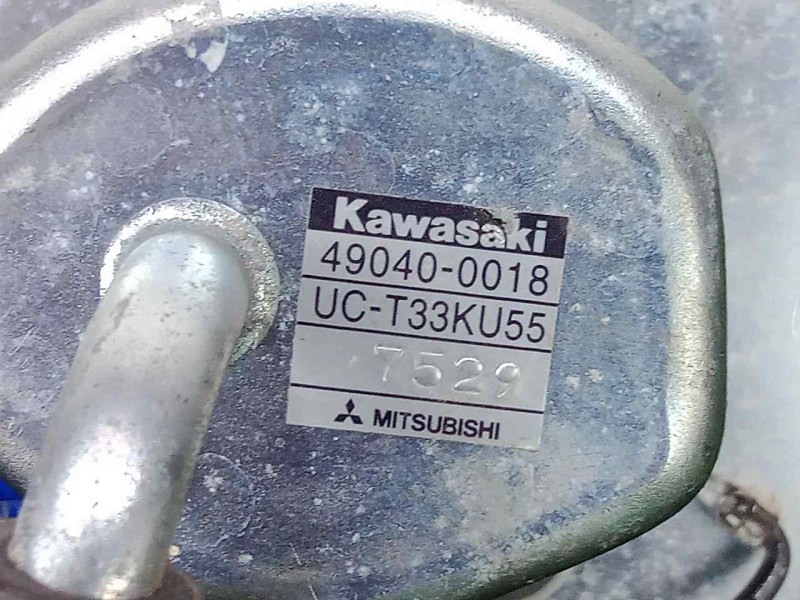 Kawasaki
49040-0018
UC-T33KU55
7529
MITSUBISHI